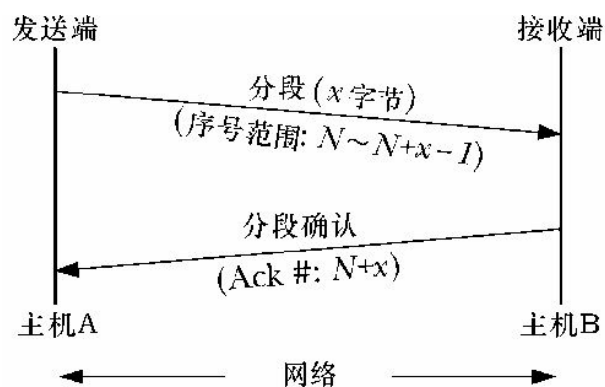 发送端 接收端
分段 (x 字节)
(序号范围: N～N+x－1)
分段确认
(Ack #: N+x)
主机A 主机B
网络